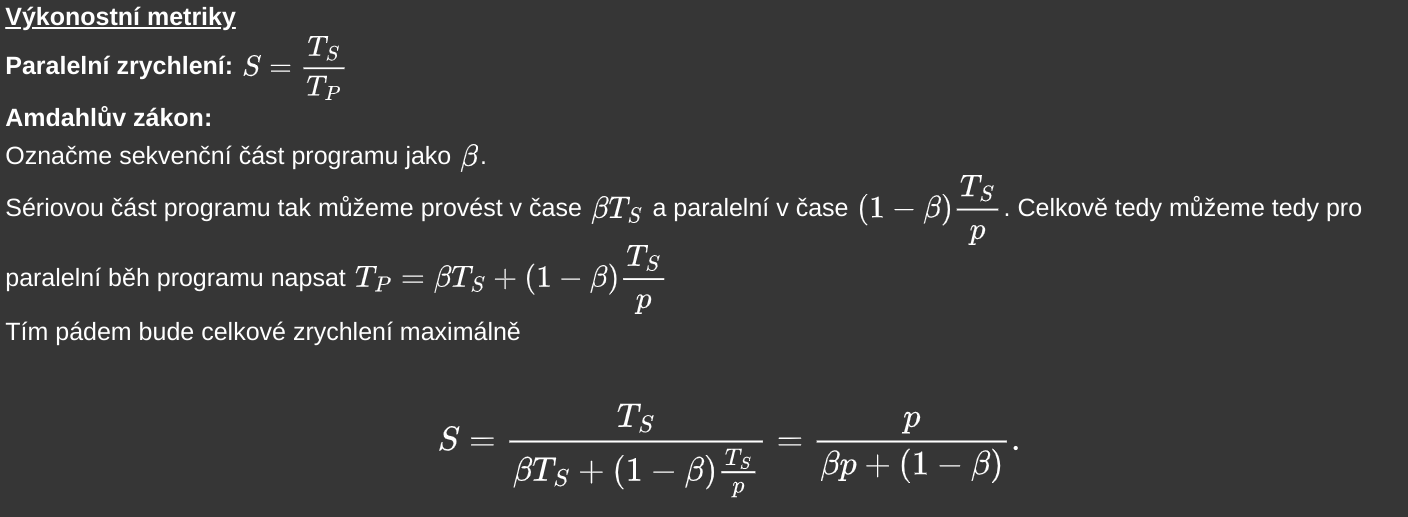 Výkonostní metriky
Paralelní zrychlení: $S = \frac{T_S}{T_P}$
Amdahlův zákon:
Označme sekvenční část programu jako $\beta$.
Sériovou část programu tak můžeme provést v čase $\beta T_S$ a paralelní v čase $(1 - \beta)\frac{T_S}{p}$. Celkově tedy můžeme tedy pro
paralelní běh programu napsat $T_P = \beta T_S + (1 - \beta)\frac{T_S}{p}$
Tím pádem bude celkové zrychlení maximálně
$S = \frac{T_S}{\beta T_S + (1 - \beta)\frac{T_S}{p}} = \frac{p}{\beta p + (1 - \beta)}.$